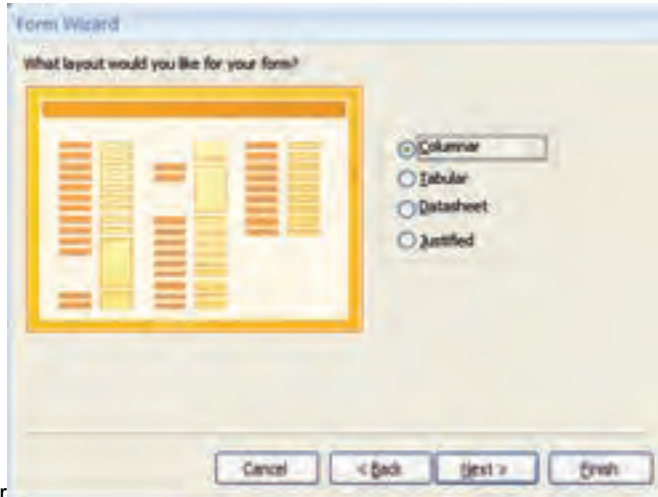 Form Wizard
What layout would you like for your form?
Columnar
Tabular
Datasheet
Justified
Cancel
< Back
Next >
Finish
r